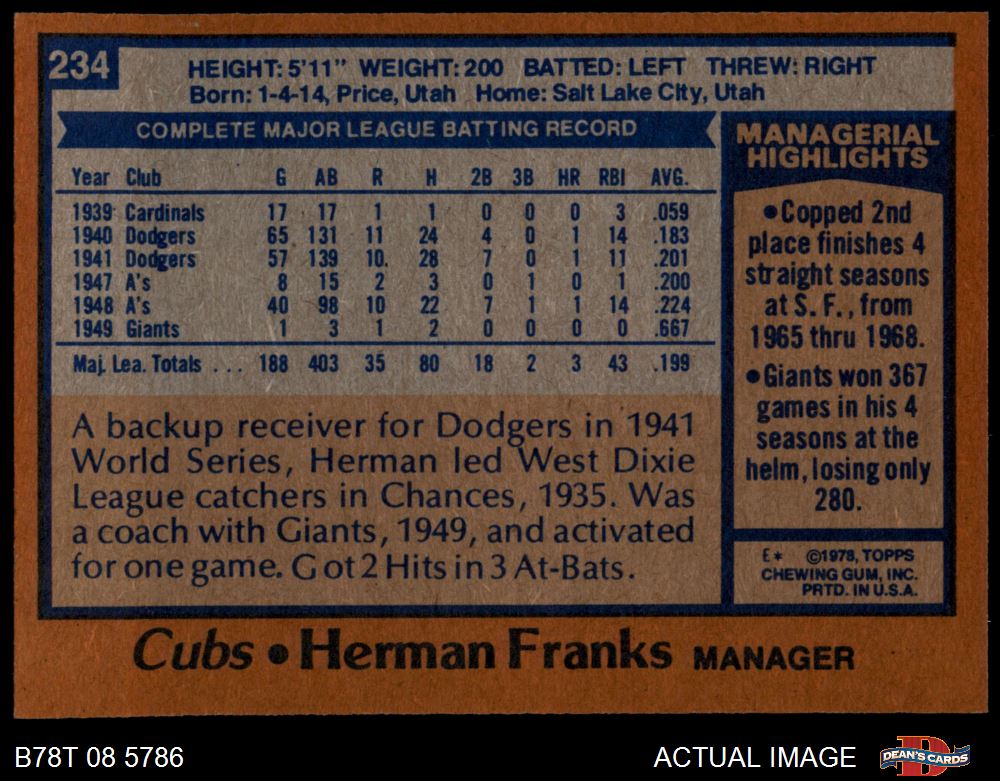 234
HEIGHT: 5'11" WEIGHT: 200 BATTED: LEFT THREW: RIGHT
Born: 1-4-14, Price, Utah Home: Salt Lake City, Utah
COMPLETE MAJOR LEAGUE BATTING RECORD
Year Club G AB R H 2B 3B HR RBI AVG.
1939 Cardinals 17 17 1 1 0 0 0 3 .059
1940 Dodgers 65 131 11 24 4 0 1 14 .183
1941 Dodgers 57 139 10. 28 7 0 1 11 .201
1947 A's 8 15 2 3 0 1 0 1 .200
1948 A's 40 98 10 22 7 1 1 14 .224
1949 Giants 1 3 1 2 0 0 0 0 .667
Maj. Lea. Totals ... 188 403 35 80 18 2 3 43 .199
A backup receiver for Dodgers in 1941
World Series, Herman led West Dixie
League catchers in Chances, 1935. Was
a coach with Giants, 1949, and activated
for one game. Got 2 Hits in 3 At-Bats.
MANAGERIAL
HIGHLIGHTS
•Copped 2nd
place finishes 4
straight seasons
at S. F., from
1965 thru 1968.
•Giants won 367
games in his 4
seasons at the
helm, losing only
280.
E* ©1978, TOPPS
CHEWING GUM, INC.
PRTD. IN U.S.A.
Cubs • Herman Franks MANAGER
B78T 08 5786
ACTUAL IMAGE
D
DEAN'S CARDS